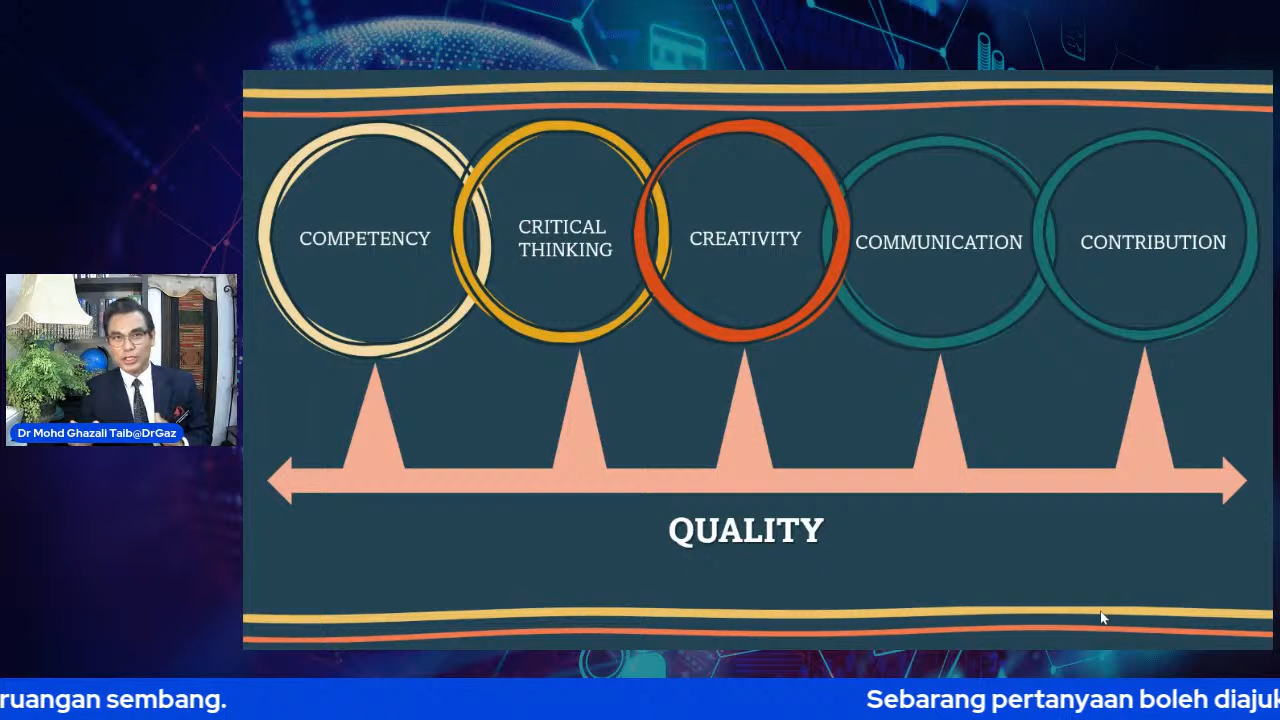 COMPETENCY
CRITICAL
THINKING
CREATIVITY
COMMUNICATION
CONTRIBUTION
QUALITY
Dr Mohd Ghazali Taib@DrGaz
ruangan sembang.
Sebarang pertanyaan boleh diajuk